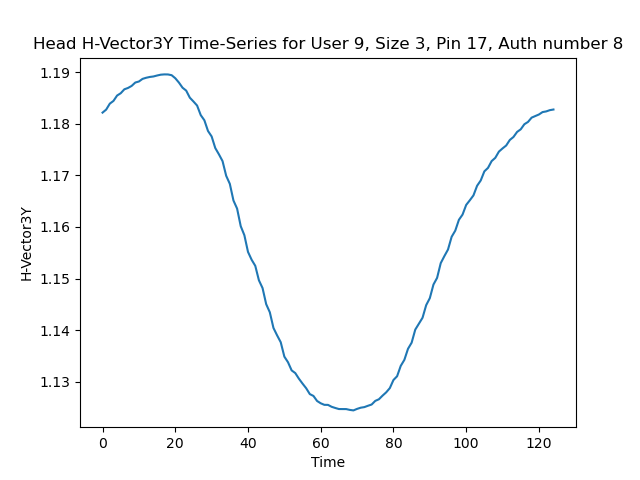 Head H-Vector3Y Time-Series for User 9, Size 3, Pin 17, Auth number 8
1.19
1.18
1.17
1.16
1.15
1.14
1.13
H-Vector3Y
0 20 40 60 80 100 120
Time